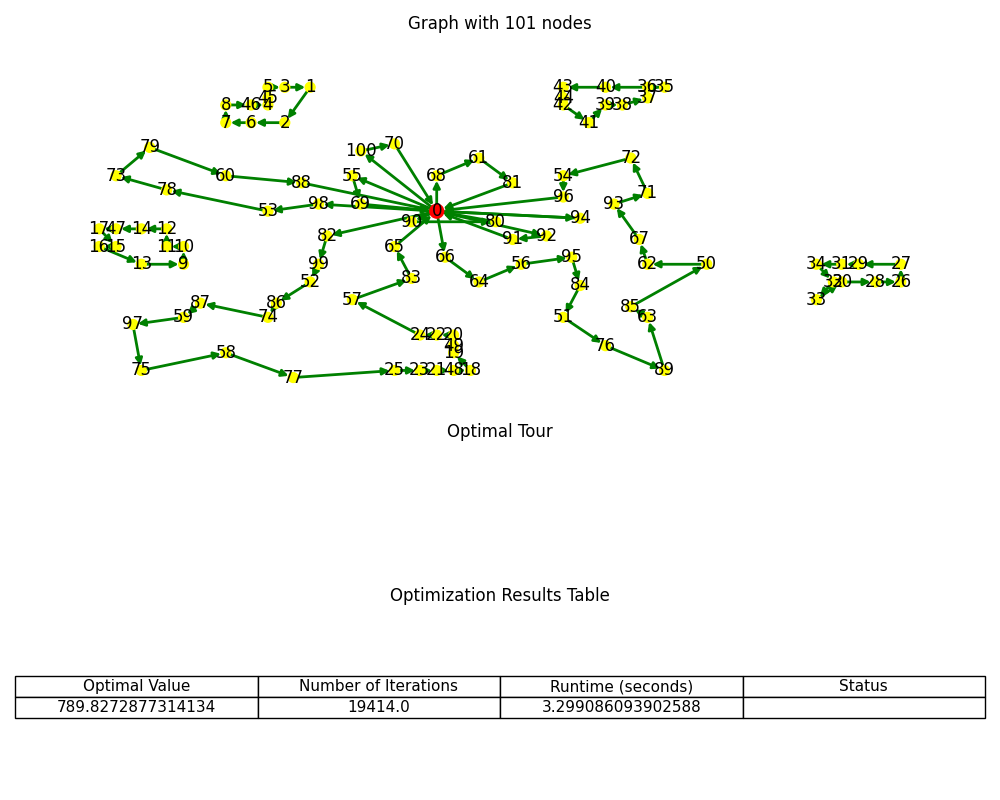 Graph with 101 nodes
5 3 1 43 40 36 35
45 44 37
8 46 4 42 39 38
7 6 2 41
79 100 70 61 72
73 60 88 55 68 81 54
78 98 69 96 93 71
53 0 94
17 47 14 12 82 90 80 91 92 67
16 15 11 10 65
13 9 99 83 66 64 56 95 62 50 34 31 29 27
52 84 32 30 28 26
87 86 57 85 33
97 59 74 51 63
24 22 20
49
58 19 76
75 77 25 23 21 48 18 89
Optimal Tour
Optimization Results Table
Optimal Value Number of Iterations Runtime (seconds) Status
789.8272877314134 19414.0 3.299086093902588